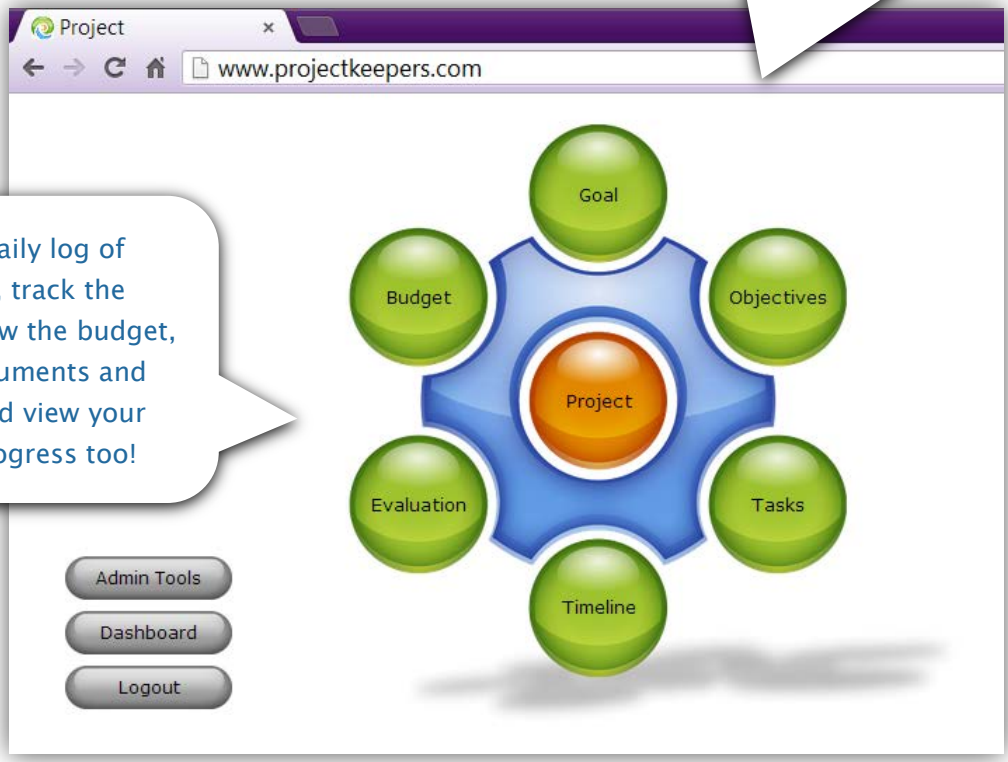 Project
www.projectkeepers.com
Goal
Budget
Objectives
Project
Evaluation
Tasks
Timeline
aily log of
track the
w the budget,
uments and
d view your
ogress too!
Admin Tools
Dashboard
Logout